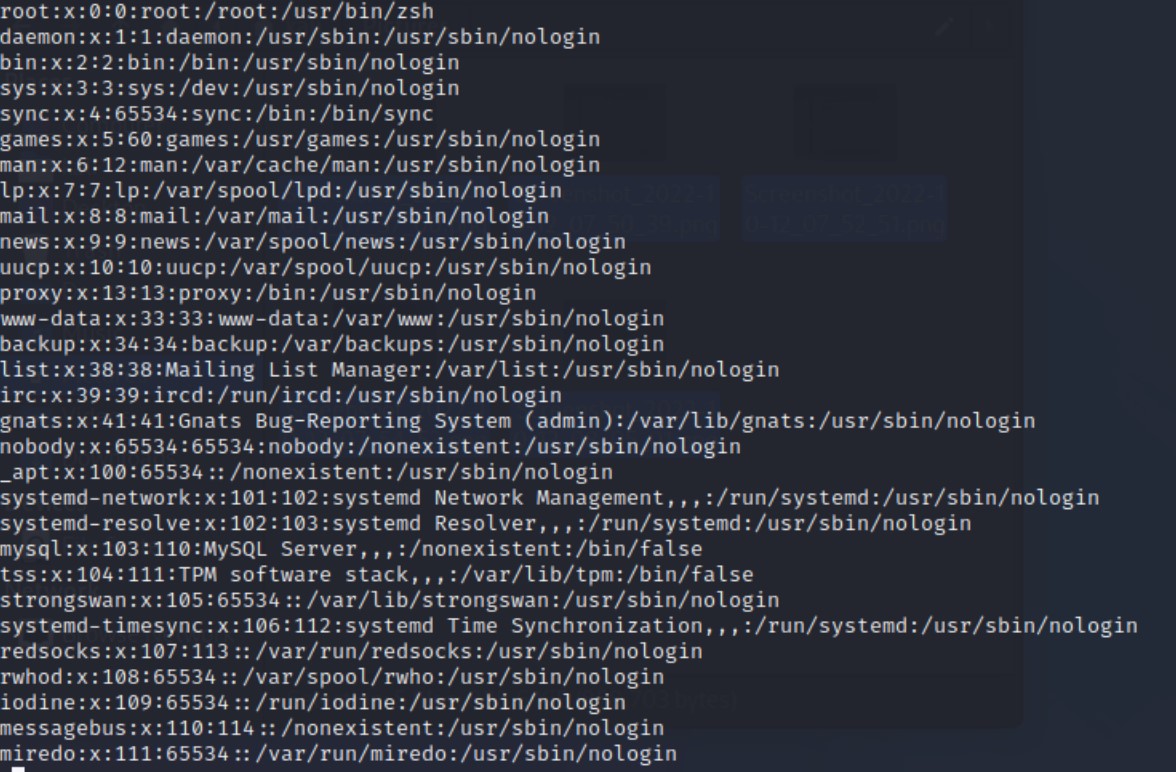 root:x:0:0:root:/root:/usr/bin/zsh
daemon:x:1:1:daemon:/usr/sbin:/usr/sbin/nologin
bin:x:2:2:bin:/bin:/usr/sbin/nologin
sys:x:3:3:sys:/dev:/usr/sbin/nologin
sync:x:4:65534:sync:/bin:/bin/sync
games:x:5:60:games:/usr/games:/usr/sbin/nologin
man:x:6:12:man:/var/cache/man:/usr/sbin/nologin
lp:x:7:7:lp:/var/spool/lpd:/usr/sbin/nologin
mail:x:8:8:mail:/var/mail:/usr/sbin/nologin
news:x:9:9:news:/var/spool/news:/usr/sbin/nologin
uucp:x:10:10:uucp:/var/spool/uucp:/usr/sbin/nologin
proxy:x:13:13:proxy:/bin:/usr/sbin/nologin
www-data:x:33:33:www-data:/var/www:/usr/sbin/nologin
backup:x:34:34:backup:/var/backups:/usr/sbin/nologin
list:x:38:38:Mailing List Manager:/var/list:/usr/sbin/nologin
irc:x:39:39:ircd:/run/ircd:/usr/sbin/nologin
gnats:x:41:41:Gnats Bug-Reporting System (admin):/var/lib/gnats:/usr/sbin/nologin
nobody:x:65534:65534:nobody:/nonexistent:/usr/sbin/nologin
_apt:x:100:65534::/nonexistent:/usr/sbin/nologin
systemd-network:x:101:102:systemd Network Management,,,:/run/systemd:/usr/sbin/nologin
systemd-resolve:x:102:103:systemd Resolver,,,:/run/systemd:/usr/sbin/nologin
mysql:x:103:110:MySQL Server,,,:/nonexistent:/bin/false
tss:x:104:111:TPM software stack,,,:/var/lib/tpm:/bin/false
strongswan:x:105:65534::/var/lib/strongswan:/usr/sbin/nologin
systemd-timesync:x:106:112:systemd Time Synchronization,,,:/run/systemd:/usr/sbin/nologin
redsocks:x:107:113::/var/run/redsocks:/usr/sbin/nologin
rwhod:x:108:65534::/var/spool/rwho:/usr/sbin/nologin
iodine:x:109:65534::/run/iodine:/usr/sbin/nologin
messagebus:x:110:114::/nonexistent:/usr/sbin/nologin
miredo:x:111:65534::/var/run/miredo:/usr/sbin/nologin